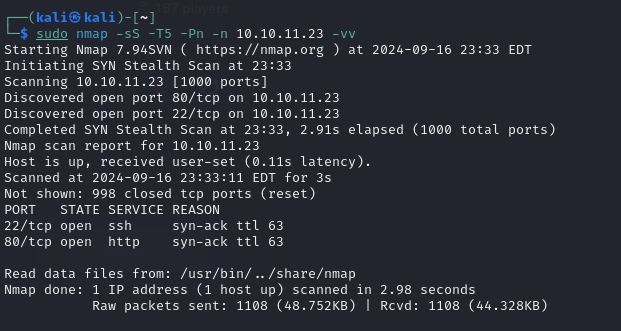 ┌──(kali㉿kali)-[~]
└─$ sudo nmap -sS -T5 -Pn -n 10.10.11.23 -vv
Starting Nmap 7.94SVN ( https://nmap.org ) at 2024-09-16 23:33 EDT
Initiating SYN Stealth Scan at 23:33
Scanning 10.10.11.23 [1000 ports]
Discovered open port 80/tcp on 10.10.11.23
Discovered open port 22/tcp on 10.10.11.23
Completed SYN Stealth Scan at 23:33, 2.91s elapsed (1000 total ports)
Nmap scan report for 10.10.11.23
Host is up, received user-set (0.11s latency).
Scanned at 2024-09-16 23:33:11 EDT for 3s
Not shown: 998 closed tcp ports (reset)
PORT   STATE SERVICE REASON
22/tcp open  ssh     syn-ack ttl 63
80/tcp open  http    syn-ack ttl 63

Read data files from: /usr/bin/../share/nmap
Nmap done: 1 IP address (1 host up) scanned in 2.98 seconds
           Raw packets sent: 1108 (48.752KB) | Rcvd: 1108 (44.328KB)